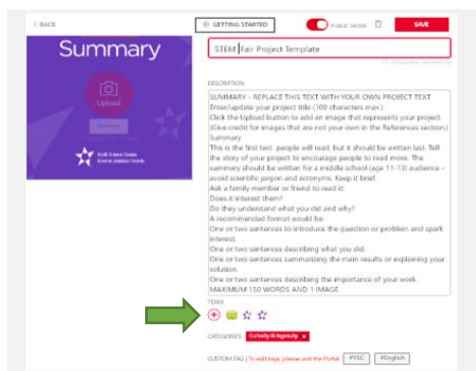 < BACK
GETTING STARTED
PUBLIC MODE
SAVE
Summary
Upload
STEM Fair Project Template
DESCRIPTION
SUMMARY - REPLACE THIS TEXT WITH YOUR OWN PROJECT TEXT
Enter/update your project title (100 characters max.)
Click the Upload button to add an image that represents your project.
(Give credit for images that are not your own in the References section)
Summary
This is the first text people will read, but it should be written last. Tell
the story of your project to encourage people to read more. The
summary should be written for a middle school (age 11-13) audience –
avoid scientific jargon and acronyms. Keep it brief.
Ask a family member or friend to read it:
Does it interest them?
Do they understand what you did and why?
A recommended format would be:
One or two sentences to introduce the question or problem and spark
interest.
One or two sentences describing what you did.
One or two sentences summarizing the main results or explaining your
solution.
One or two sentences describing the importance of your work.
MAXIMUM 150 WORDS AND 1 IMAGE
TEAM
CATEGORIES Curiosity & Ingenuity x
CUSTOM TAG | To edit tags, please visit the Portal #YSC #English